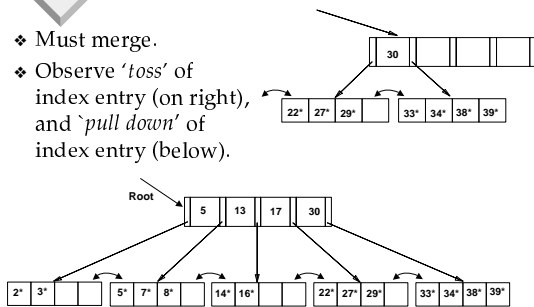 ❖ Must merge.
❖ Observe ‘toss’ of
index entry (on right),
and `pull down’ of
index entry (below).
30
22* 27* 29* 33* 34* 38* 39*
Root
5 13 17 30
2* 3* 5* 7* 8* 14* 16* 22* 27* 29* 33* 34* 38* 39*